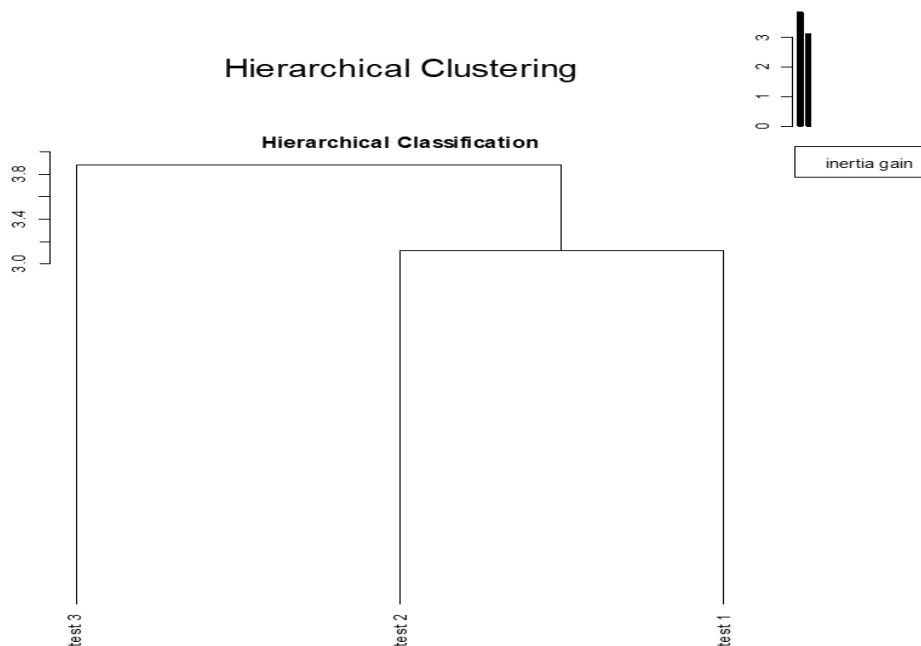 Hierarchical Clustering
3
2
1
0
inertia gain
Hierarchical Classification
3.8
3.4
3.0
test 3
test 2
test 1